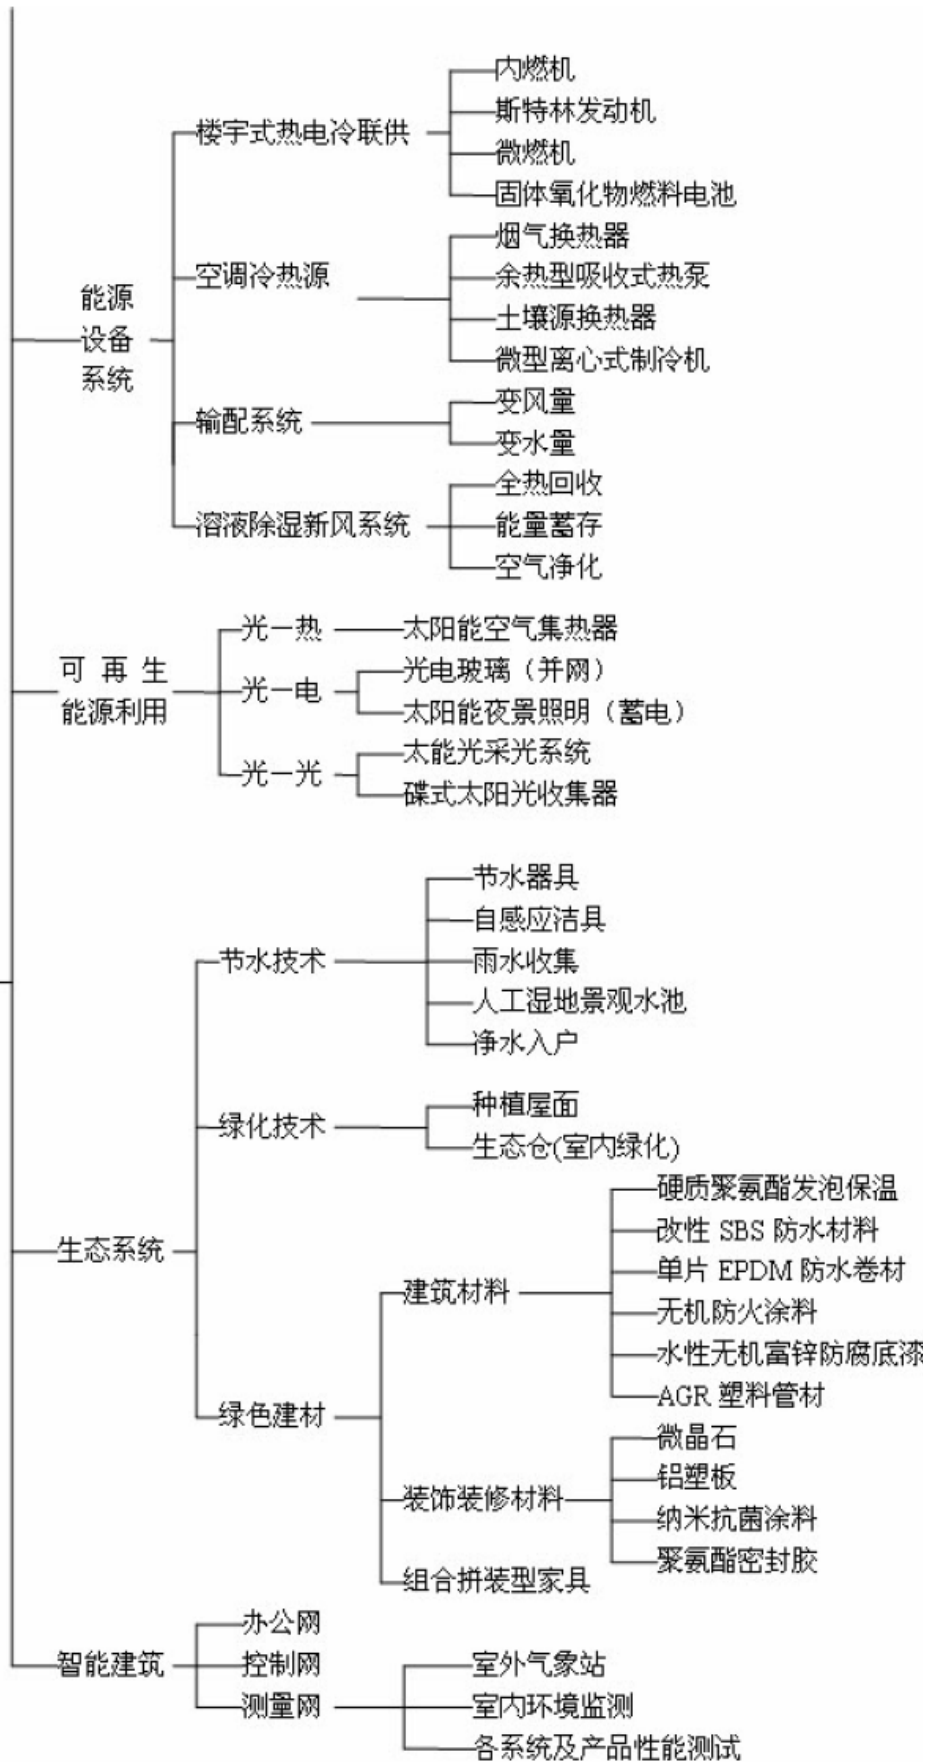 内燃机
斯特林发动机
楼宇式热电冷联供
微燃机
固体氧化物燃料电池
烟气换热器
空调冷热源
余热型吸收式热泵
土壤源换热器
微型离心式制冷机
能源
设备
系统
变风量
输配系统
变水量
全热回收
溶液除湿新风系统
能量蓄存
空气净化
光一热
太阳能空气集热器
可再生
能源利用
光一电
光电玻璃（并网）
太阳能夜景照明（蓄电）
光一光
太能光采光系统
碟式太阳光收集器
节水器具
自感应洁具
节水技术
雨水收集
人工湿地景观水池
净水入户
绿化技术
种植屋面
生态仓(室内绿化)
生态系统
硬质聚氨酯发泡保温
改性 SBS 防水材料
单片 EPDM 防水卷材
建筑材料
无机防火涂料
水性无机富锌防腐底漆
AGR 塑料管材
绿色建材
微晶石
铝塑板
装饰装修材料
纳米抗菌涂料
聚氨酯密封胶
组合拼装型家具
办公网
智能建筑
控制网
测量网
室外气象站
室内环境监测
各系统及产品性能测试